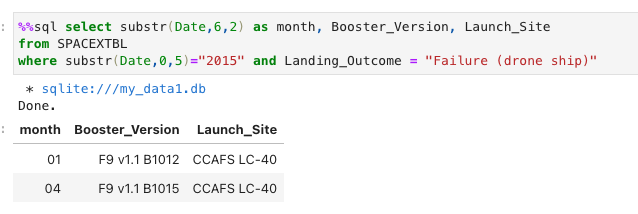 %%sql select substr(Date,6,2) as month, Booster_Version, Launch_Site
from SPACEXTBL
where substr(Date,0,5)="2015" and Landing_Outcome = "Failure (drone ship)"
* sqlite:///my_data1.db
Done.
month Booster_Version Launch_Site
01 F9 v1.1 B1012 CCAFS LC-40
04 F9 v1.1 B1015 CCAFS LC-40